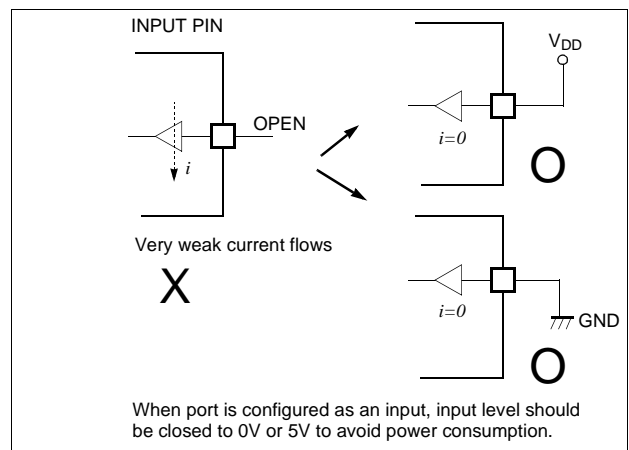 INPUT PIN
OPEN
i
Very weak current flows
X
V_DD
i=0
O
i=0
GND
O
When port is configured as an input, input level should
be closed to 0V or 5V to avoid power consumption.